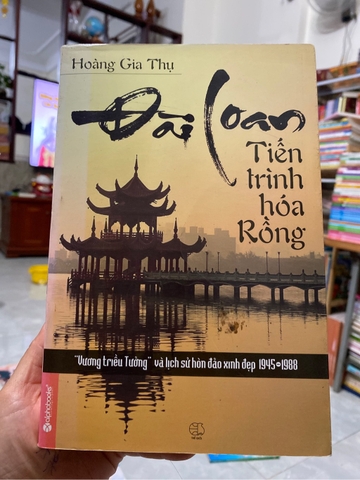 Hoàng Gia Thụ
Đài Loan
Tiến
trình
hóa
Rồng
"Vương triều Tưởng" và lịch sử hòn đảo xinh đẹp 1945-1988
alphabooks